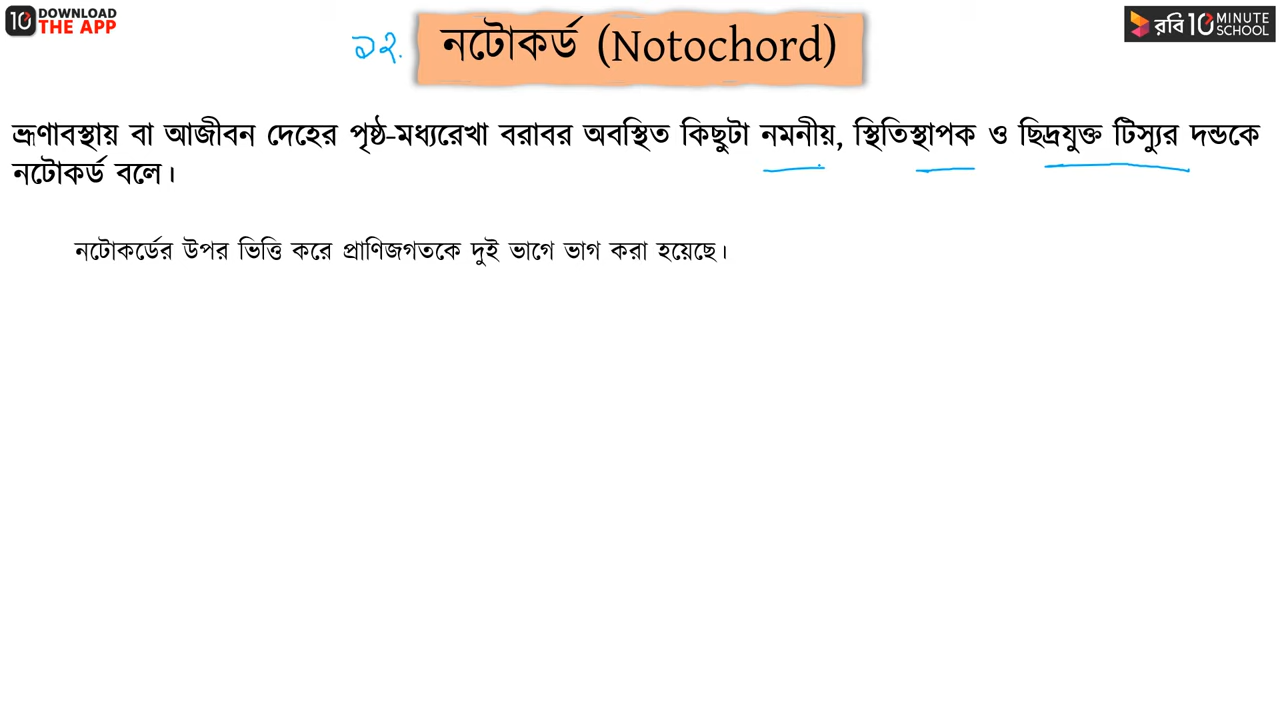 10 DOWNLOAD
THE APP
১২. নটোকর্ড (Notochord)
রবি 10 MINUTE
SCHOOL
ভ্রূণাবস্থায় বা আজীবন দেহের পৃষ্ঠ-মধ্যরেখা বরাবর অবস্থিত কিছুটা নমনীয়, স্থিতিস্থাপক ও ছিদ্রযুক্ত টিস্যুর দন্ডকে
নটোকর্ড বলে।
নটোকর্ডের উপর ভিত্তি করে প্রাণিজগতকে দুই ভাগে ভাগ করা হয়েছে।